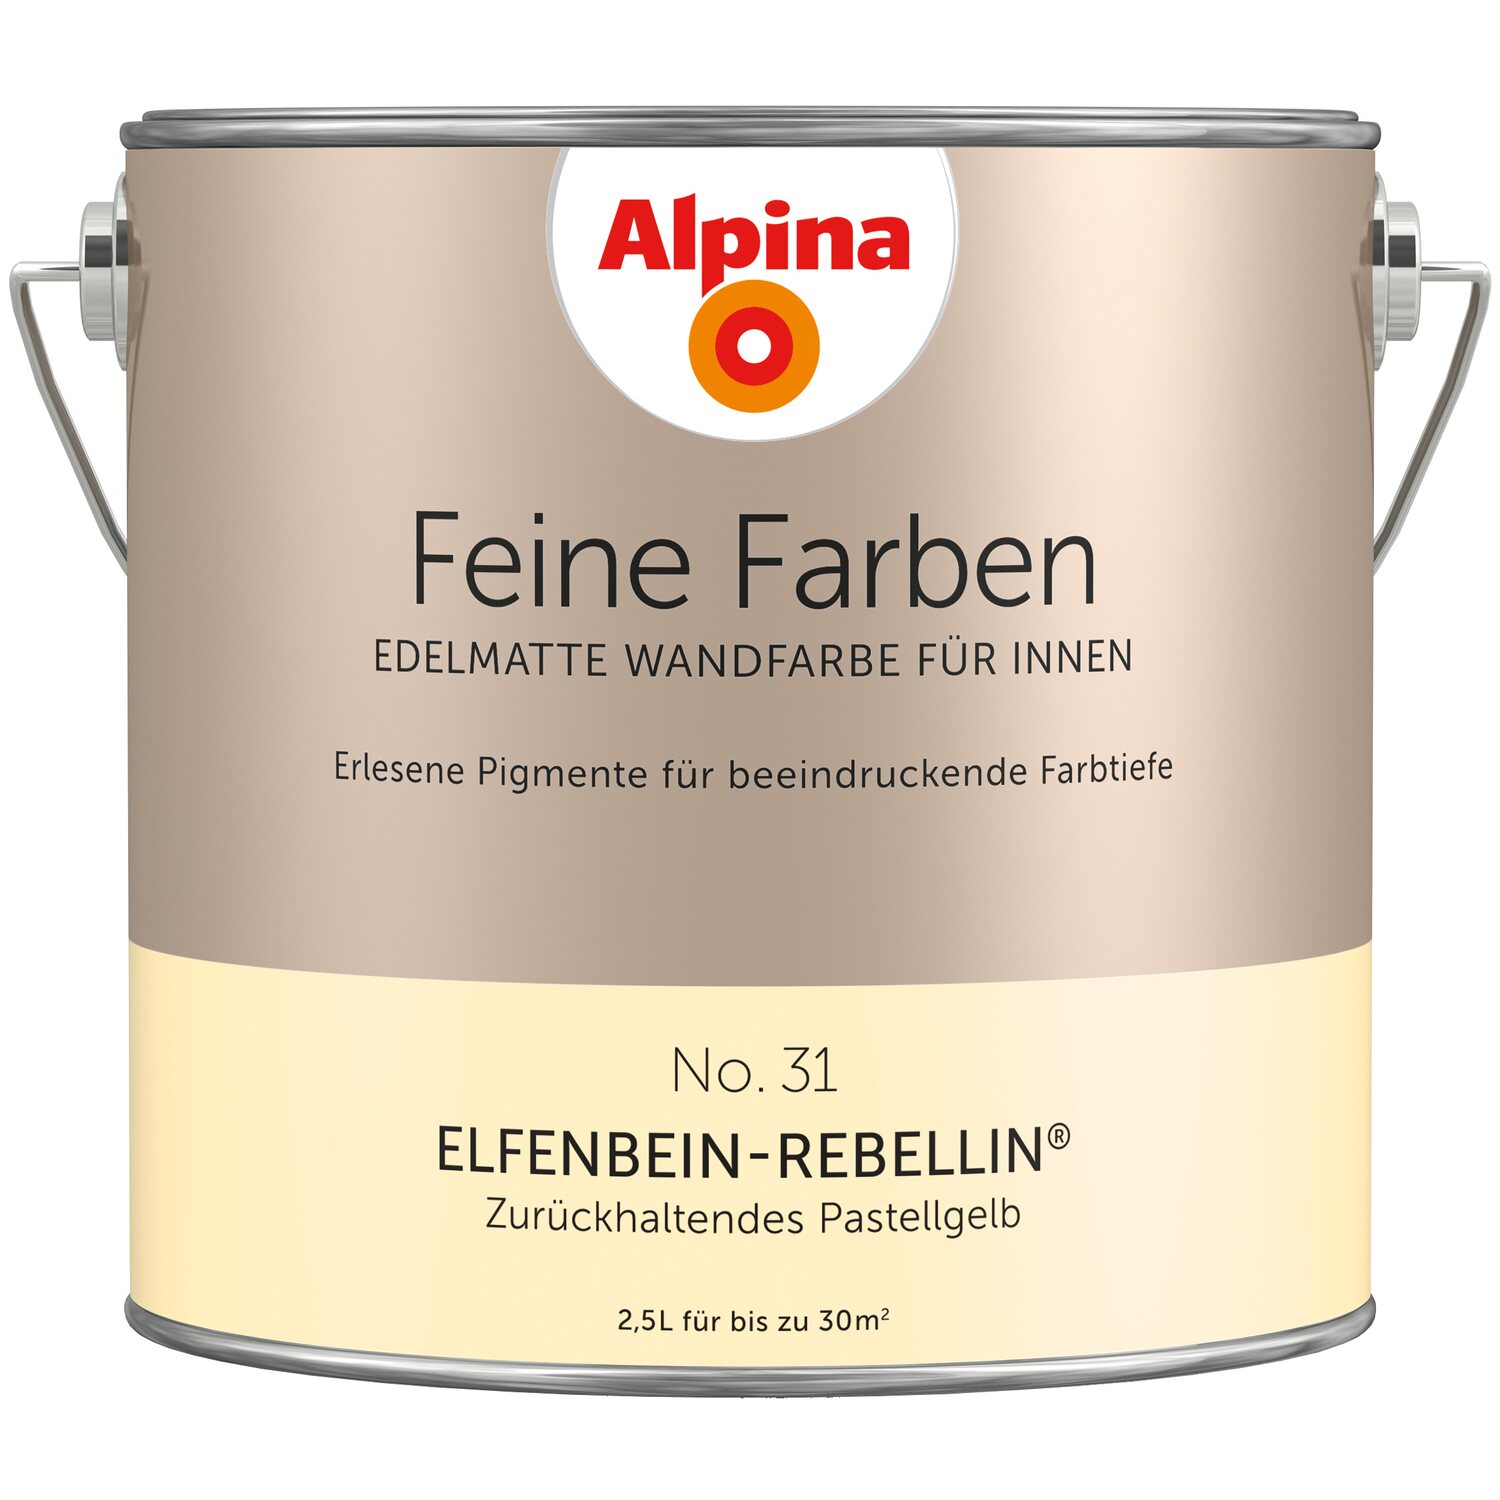 Alpina
Feine Farben
EDELMATTE WANDFARBE FÜR INNEN
Erlesene Pigmente für beeindruckende Farbtiefe
No. 31
ELFENBEIN-REBELLIN®
Zurückhaltendes Pastellgelb
2,5L für bis zu 30m²